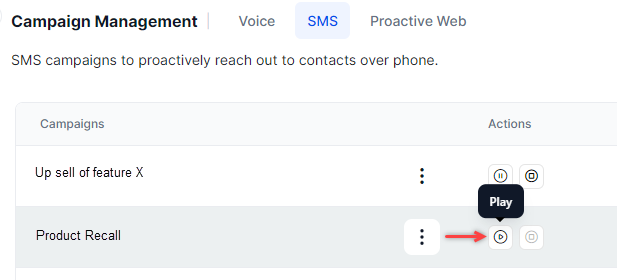 Campaign Management Voice SMS Proactive Web
SMS campaigns to proactively reach out to contacts over phone.
Campaigns Actions
Up sell of feature X
Play
Product Recall